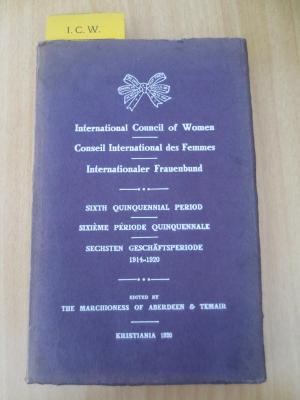 I.C.W.
International Council of Women
Conseil International des Femmes
Internationaler Frauenbund
SIXTH QUINQUENNIAL PERIOD
SIXIÈME PÉRIODE QUINQUENNALE
SECHSTEN GESCHÄFTSPERIODE
1914-1920
EDITED BY
THE MARCHIONESS OF ABERDEEN & TEMAIR
KRISTIANIA 1920